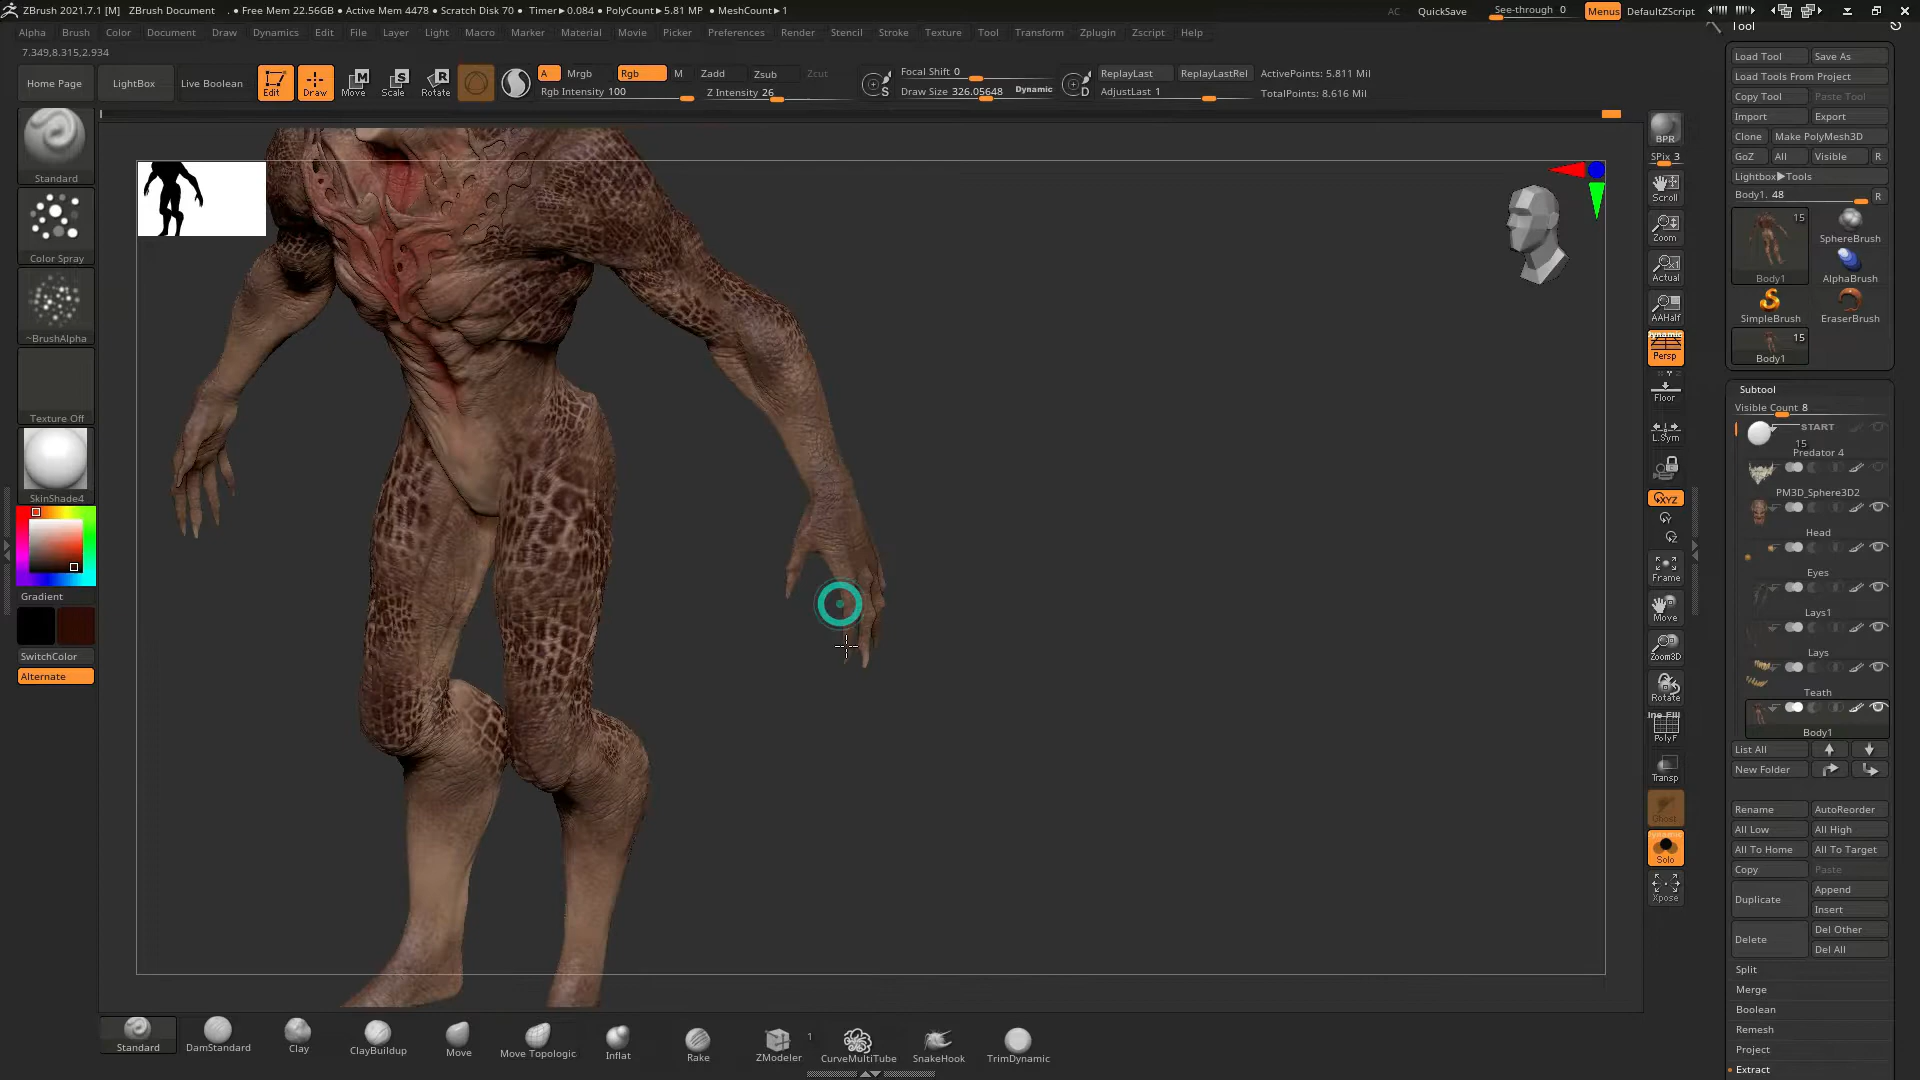 ZBrush 2021.7.1 [M] ZBrush Document . • Free Mem 22.56GB • Active Mem 4478 • Scratch Disk 70 • Timer▸0.084 • PolyCount▸5.81 MP • MeshCount▸1 AC QuickSave See-through 0 Menus DefaultZScript
Alpha Brush Color Document Draw Dynamics Edit File Layer Light Macro Marker Material Movie Picker Preferences Render Stencil Stroke Texture Tool Transform Zplugin Zscript Help
7.349,8.315,2.934
Home Page LightBox Live Boolean Edit Draw Move Scale Rotate
A Mrgb Rgb M Zadd Zsub Zcut
Rgb Intensity 100 Z Intensity 26
Focal Shift 0
Draw Size 326.05648 Dynamic
ReplayLast ReplayLastRel
AdjustLast 1
ActivePoints: 5.811 Mil
TotalPoints: 8.616 Mil
Standard
Color Spray
~BrushAlpha
Texture Off
SkinShade4
Gradient
SwitchColor
Alternate
BPR
SPix 3
Scroll
Zoom
Actual
AAHalf
Dynamic
Persp
Floor
L.Sym
XYZ
Frame
Move
Zoom3D
Rotate
Line Fill
PolyF
Transp
Ghost
Dynamic
Solo
Xpose
Tool
Load Tool Save As
Load Tools From Project
Copy Tool Paste Tool
Import Export
Clone Make PolyMesh3D
GoZ All Visible R
Lightbox▸Tools
Body1. 48 R
15
Body1
SphereBrush
AlphaBrush
SimpleBrush
EraserBrush
15
Body1
Subtool
Visible Count 8
START
15
Predator 4
PM3D_Sphere3D2
Head
Eyes
Lays1
Lays
Teath
Body1
List All
New Folder
Rename AutoReorder
All Low All High
All To Home All To Target
Copy Paste
Duplicate Append
Insert
Delete Del Other
Del All
Split
Merge
Boolean
Remesh
Project
Extract
Standard DamStandard Clay ClayBuildup Move Move Topologic Inflat Rake ZModeler 1 CurveMultiTube SnakeHook TrimDynamic